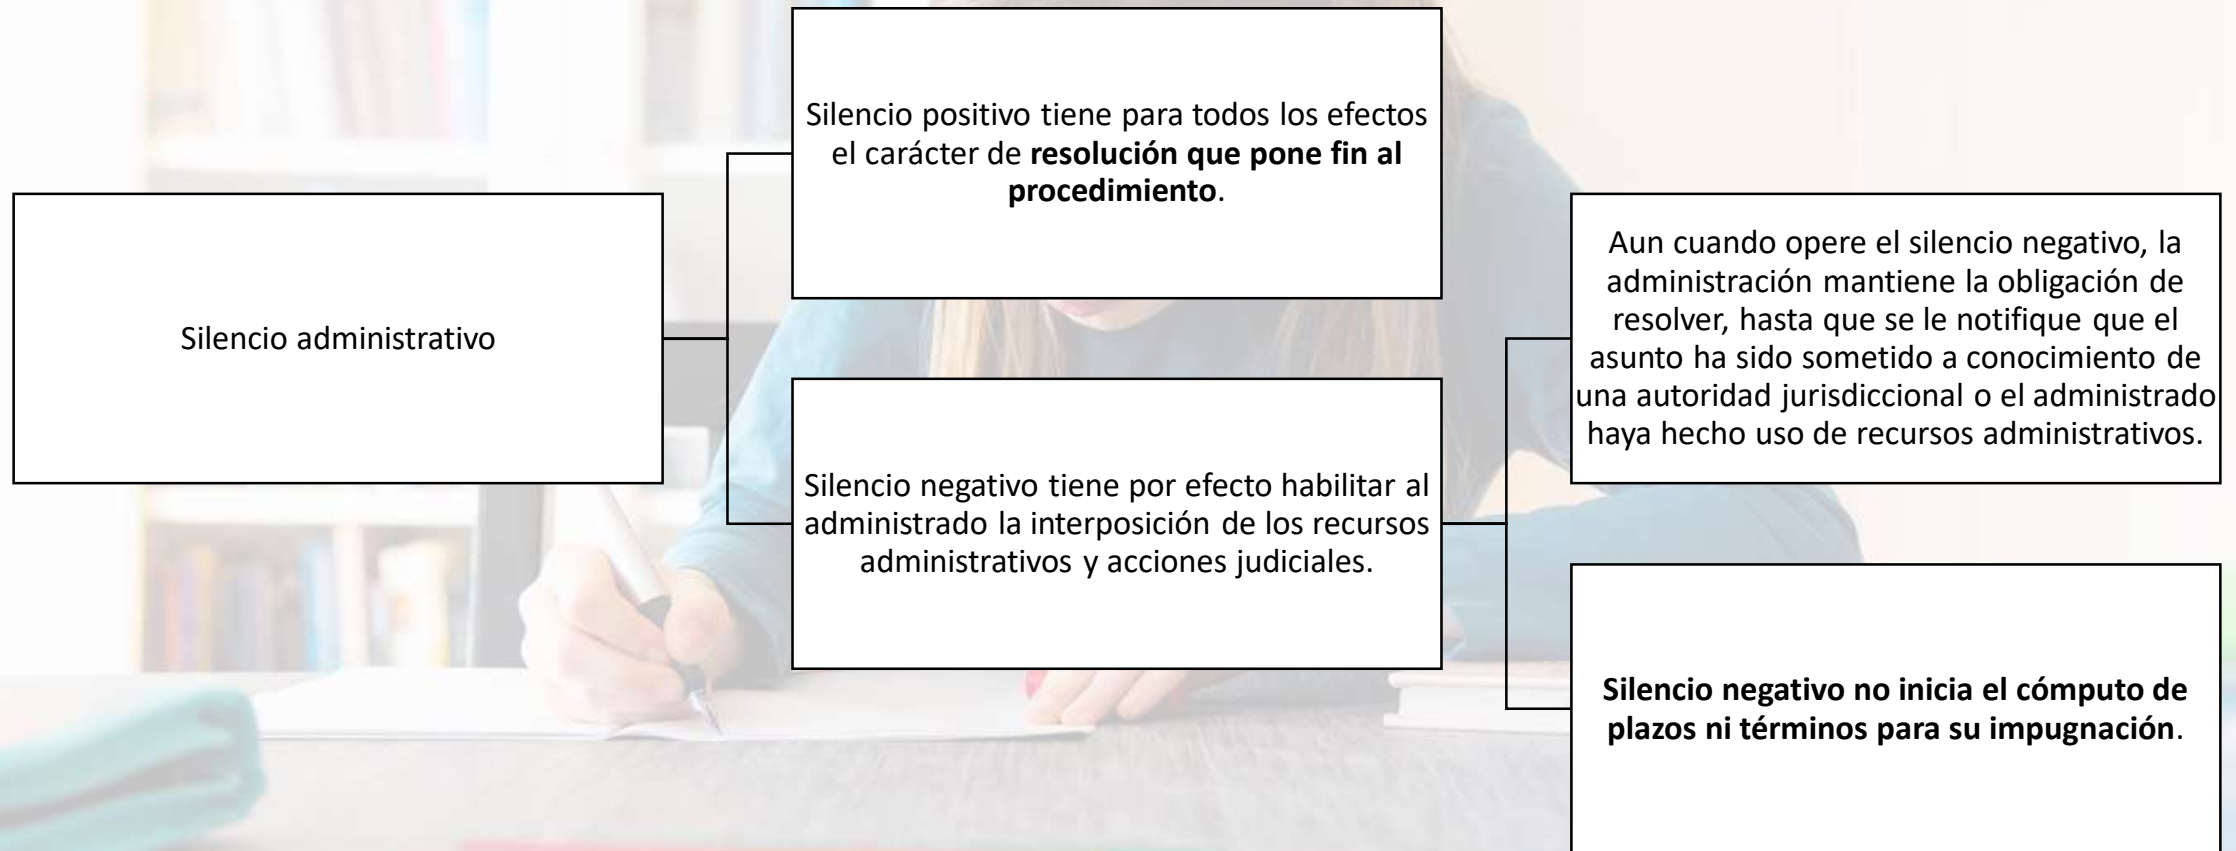 Silencio administrativo
Silencio positivo tiene para todos los efectos
el carácter de resolución que pone fin al
procedimiento.
Silencio negativo tiene por efecto habilitar al
administrado la interposición de los recursos
administrativos y acciones judiciales.
Aun cuando opere el silencio negativo, la
administración mantiene la obligación de
resolver, hasta que se le notifique que el
asunto ha sido sometido a conocimiento de
una autoridad jurisdiccional o el administrado
haya hecho uso de recursos administrativos.
Silencio negativo no inicia el cómputo de
plazos ni términos para su impugnación.